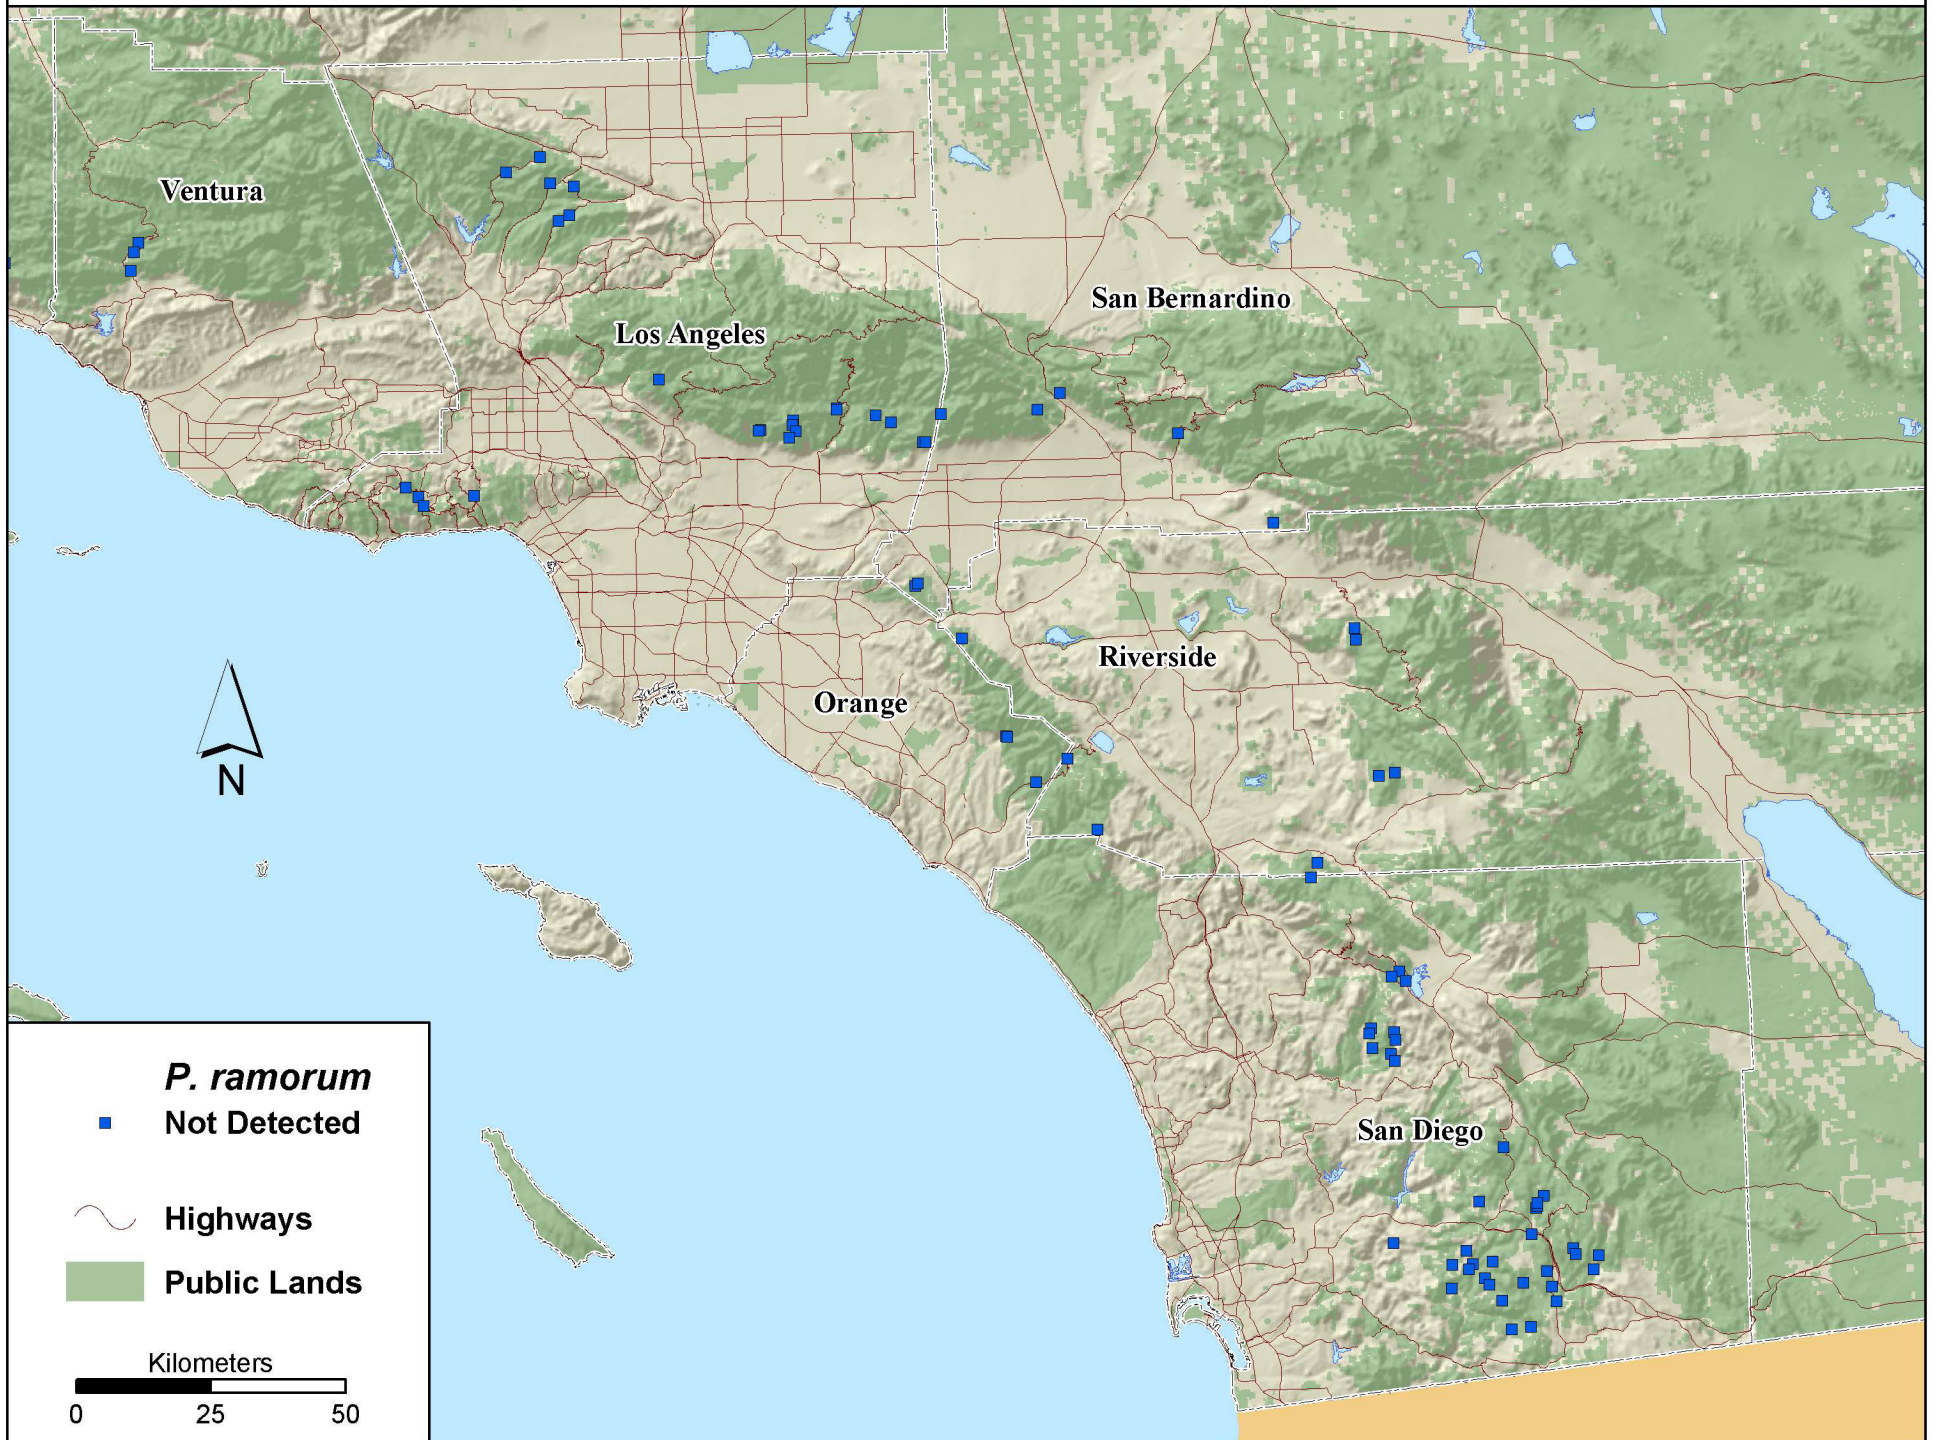 Ventura
San Bernardino
Los Angeles
Riverside
Orange
N
San Diego
P. ramorum
Not Detected
Highways
Public Lands
Kilometers
0 25 50